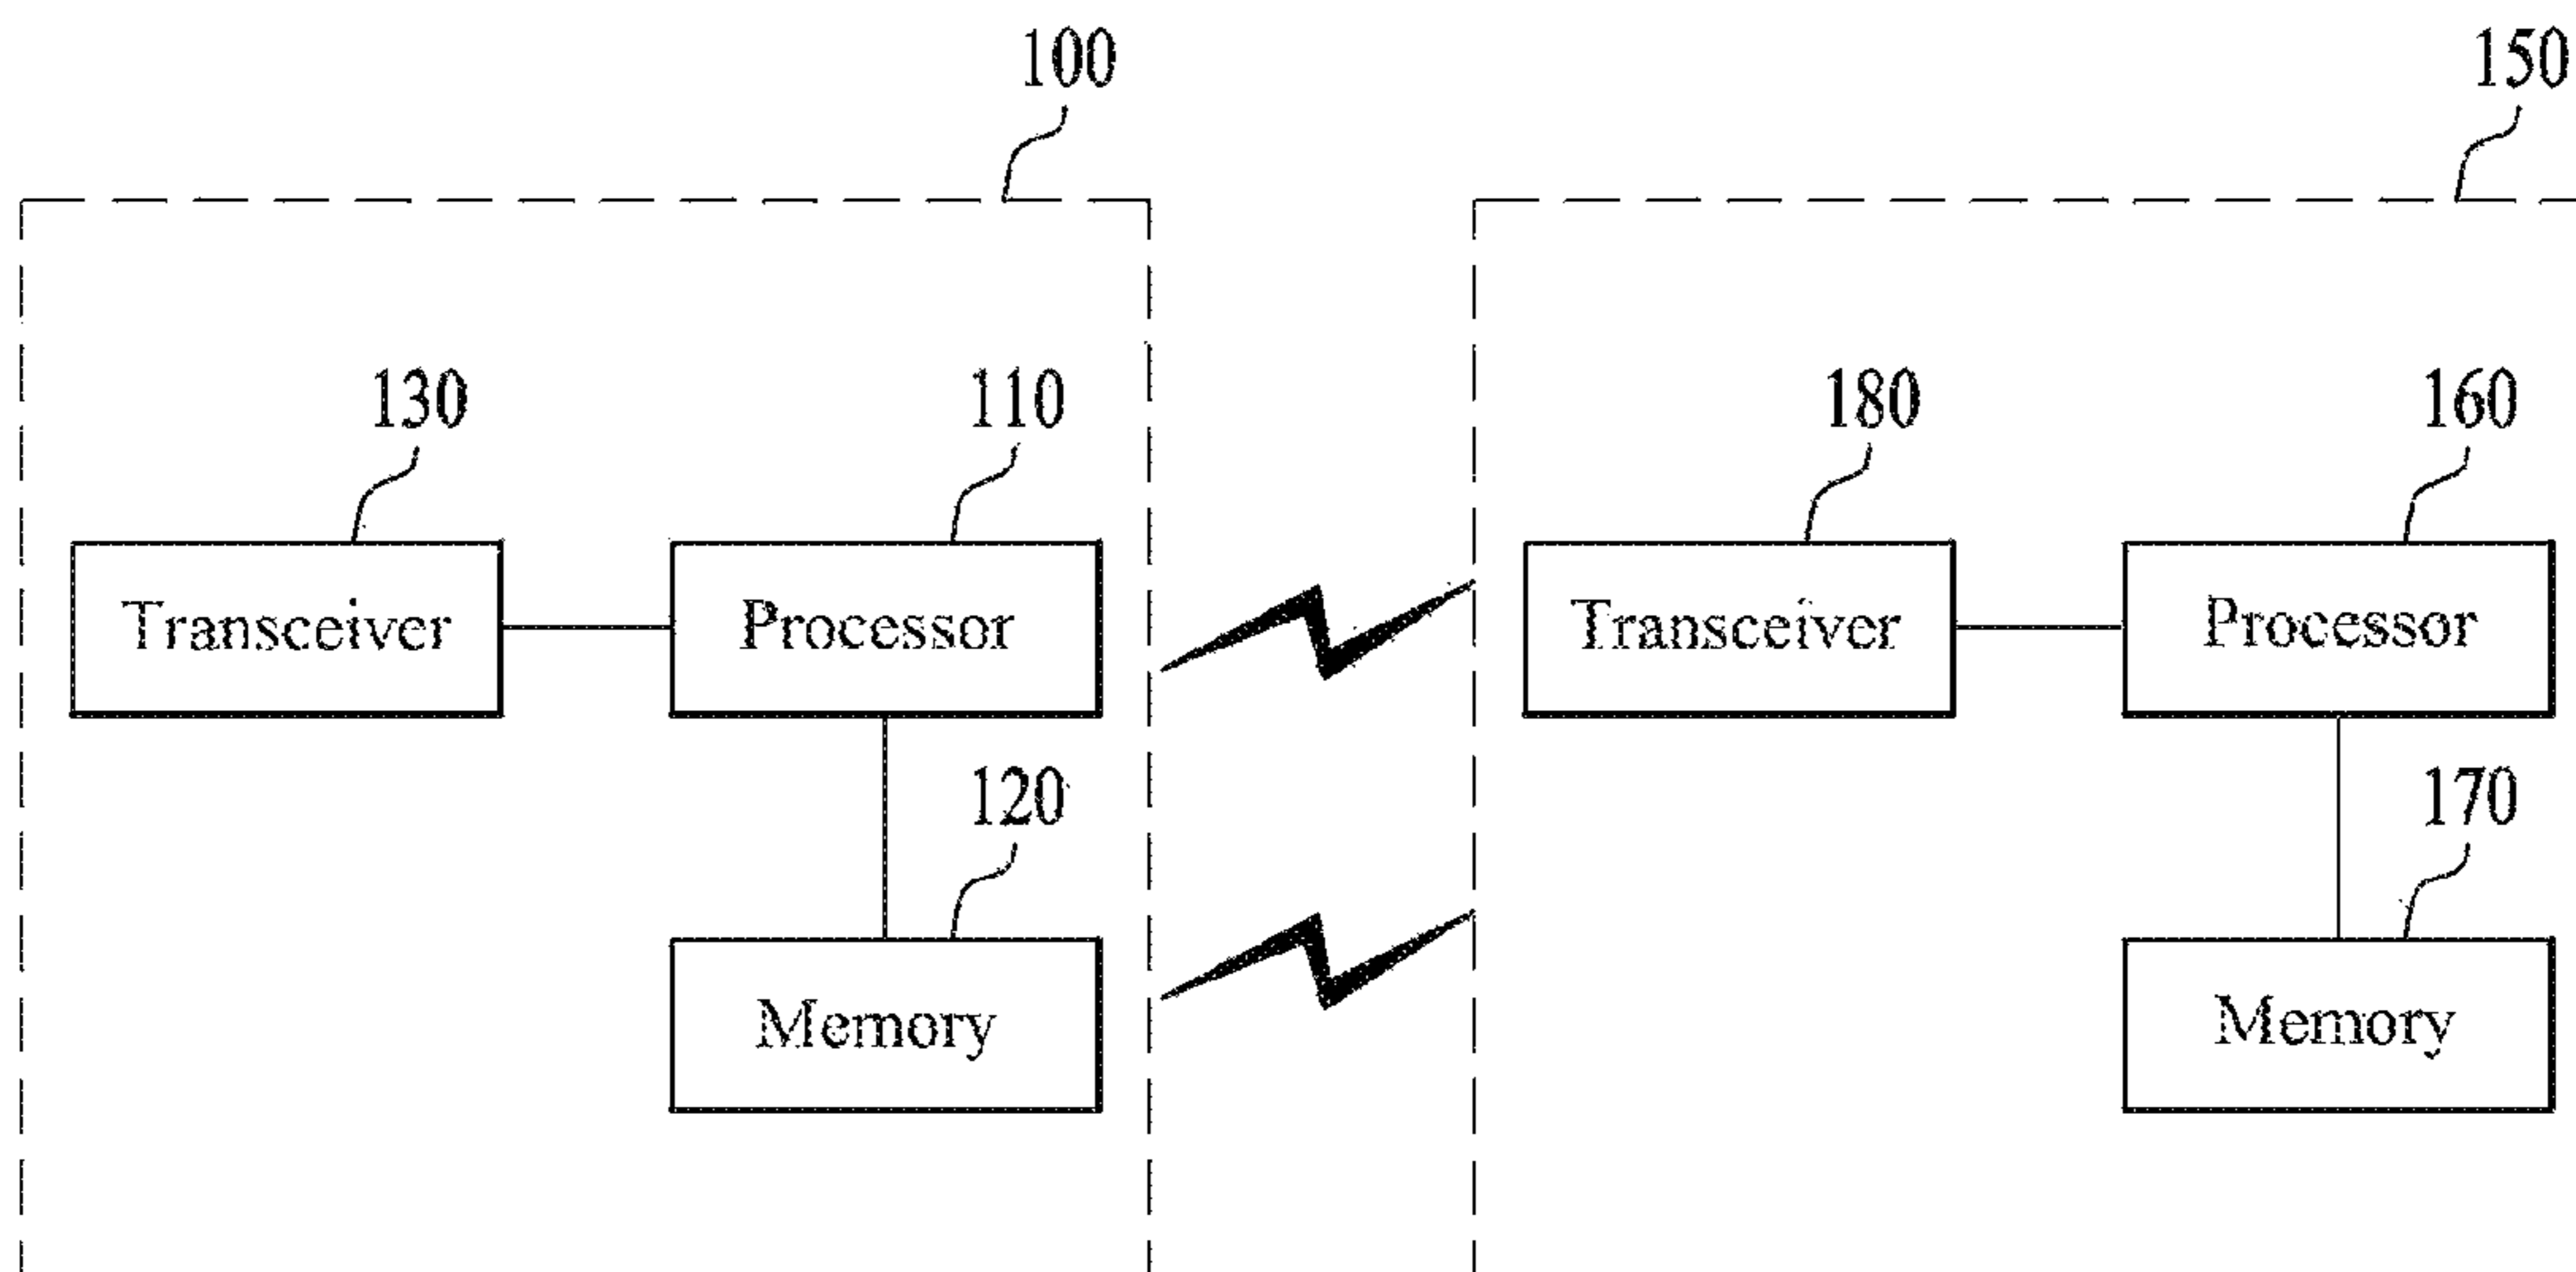 100 150
130 110 180 160
Transceiver Processor Transceiver Processor
120 170
Memory Memory